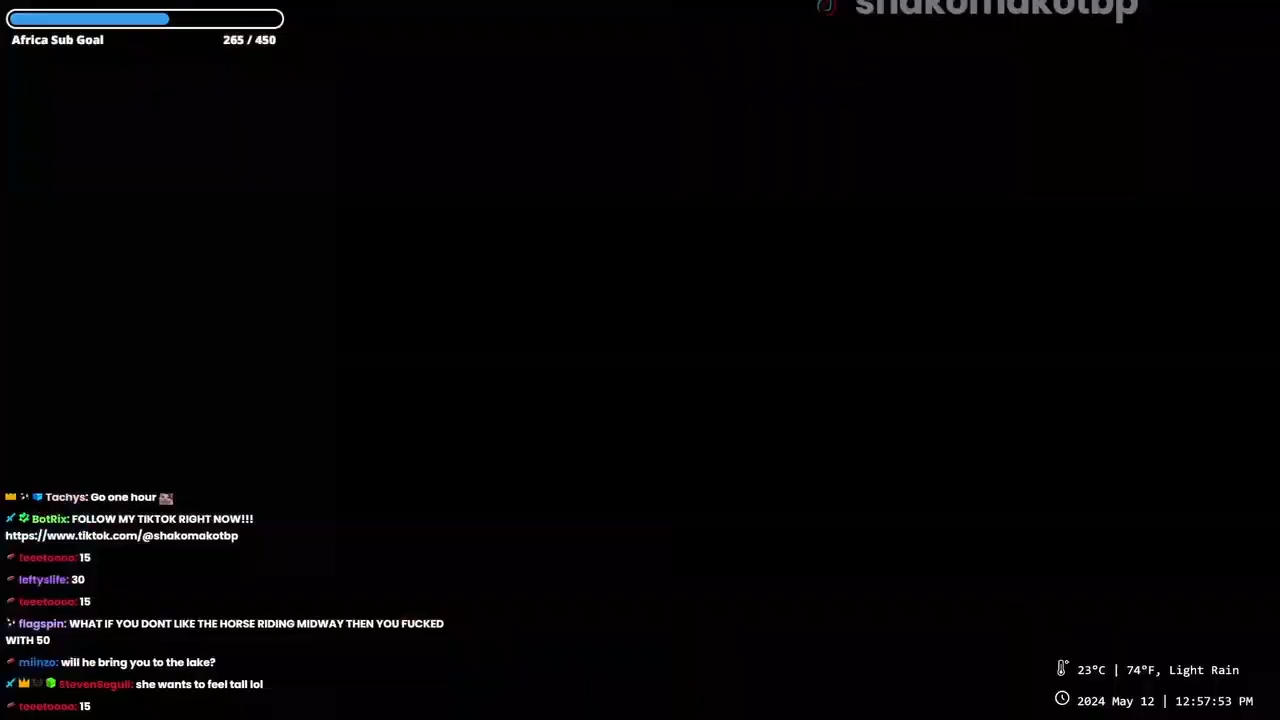 shakomakotbp
Africa Sub Goal 265 / 450
Tachys: Go one hour
BotRix: FOLLOW MY TIKTOK RIGHT NOW!!!
https://www.tiktok.com/@shakomakotbp
teeetoooo: 15
leftyslife: 30
teeetoooo: 15
flagspin: WHAT IF YOU DONT LIKE THE HORSE RIDING MIDWAY THEN YOU FUCKED
WITH 50
miinzo: will he bring you to the lake?
StevenSegull: she wants to feel tall lol
teeetoooo: 15
23°C | 74°F, Light Rain
2024 May 12 | 12:57:53 PM